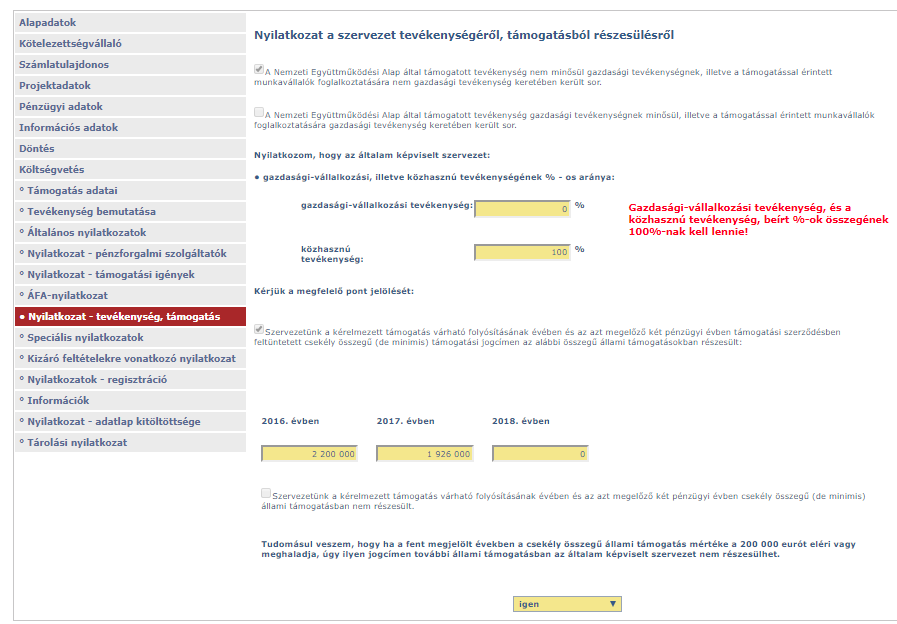 Alapadatok
Kötelezettségvállaló
Számlatulajdonos
Projektadatok
Pénzügyi adatok
Információs adatok
Döntés
Költségvetés
° Támogatás adatai
° Tevékenység bemutatása
° Általános nyilatkozatok
° Nyilatkozat - pénzforgalmi szolgáltatók
° Nyilatkozat - támogatási igények
° ÁFA-nyilatkozat
• Nyilatkozat - tevékenység, támogatás
° Speciális nyilatkozatok
° Kizáró feltételekre vonatkozó nyilatkozat
° Nyilatkozatok - regisztráció
° Információk
° Nyilatkozat - adatlap kitöltöttsége
° Tárolási nyilatkozat
Nyilatkozat a szervezet tevékenységéről, támogatásból részesülésről
A Nemzeti Együttműködési Alap által támogatott tevékenység nem minősül gazdasági tevékenységnek, illetve a támogatással érintett
munkavállalók foglalkoztatására nem gazdasági tevékenység keretében került sor.
A Nemzeti Együttműködési Alap által támogatott tevékenység gazdasági tevékenységnek minősül, illetve a támogatással érintett munkavállalók
foglalkoztatására gazdasági tevékenység keretében került sor.
Nyilatkozom, hogy az általam képviselt szervezet:
• gazdasági-vállalkozási, illetve közhasznú tevékenységének % - os aránya:
gazdasági-vállalkozási tevékenység: 0 %
Gazdasági-vállalkozási tevékenység, és a
közhasznú tevékenység, beírt %-ok összegének
100%-nak kell lennie!
közhasznú
tevékenység: 100 %
Kérjük a megfelelő pont jelölését:
Szervezetünk a kérelmezett támogatás várható folyósításának évében és az azt megelőző két pénzügyi évben támogatási szerződésben
feltüntetett csekély összegű (de minimis) támogatási jogcímen az alábbi összegű állami támogatásokban részesült:
2016. évben 2017. évben 2018. évben
2 200 000 1 926 000 0
Szervezetünk a kérelmezett támogatás várható folyósításának évében és az azt megelőző két pénzügyi évben csekély összegű (de minimis)
állami támogatásban nem részesült.
Tudomásul veszem, hogy ha a fent megjelölt években a csekély összegű állami támogatás mértéke a 200 000 eurót eléri vagy
meghaladja, úgy ilyen jogcímen további állami támogatásban az általam képviselt szervezet nem részesülhet.
igen